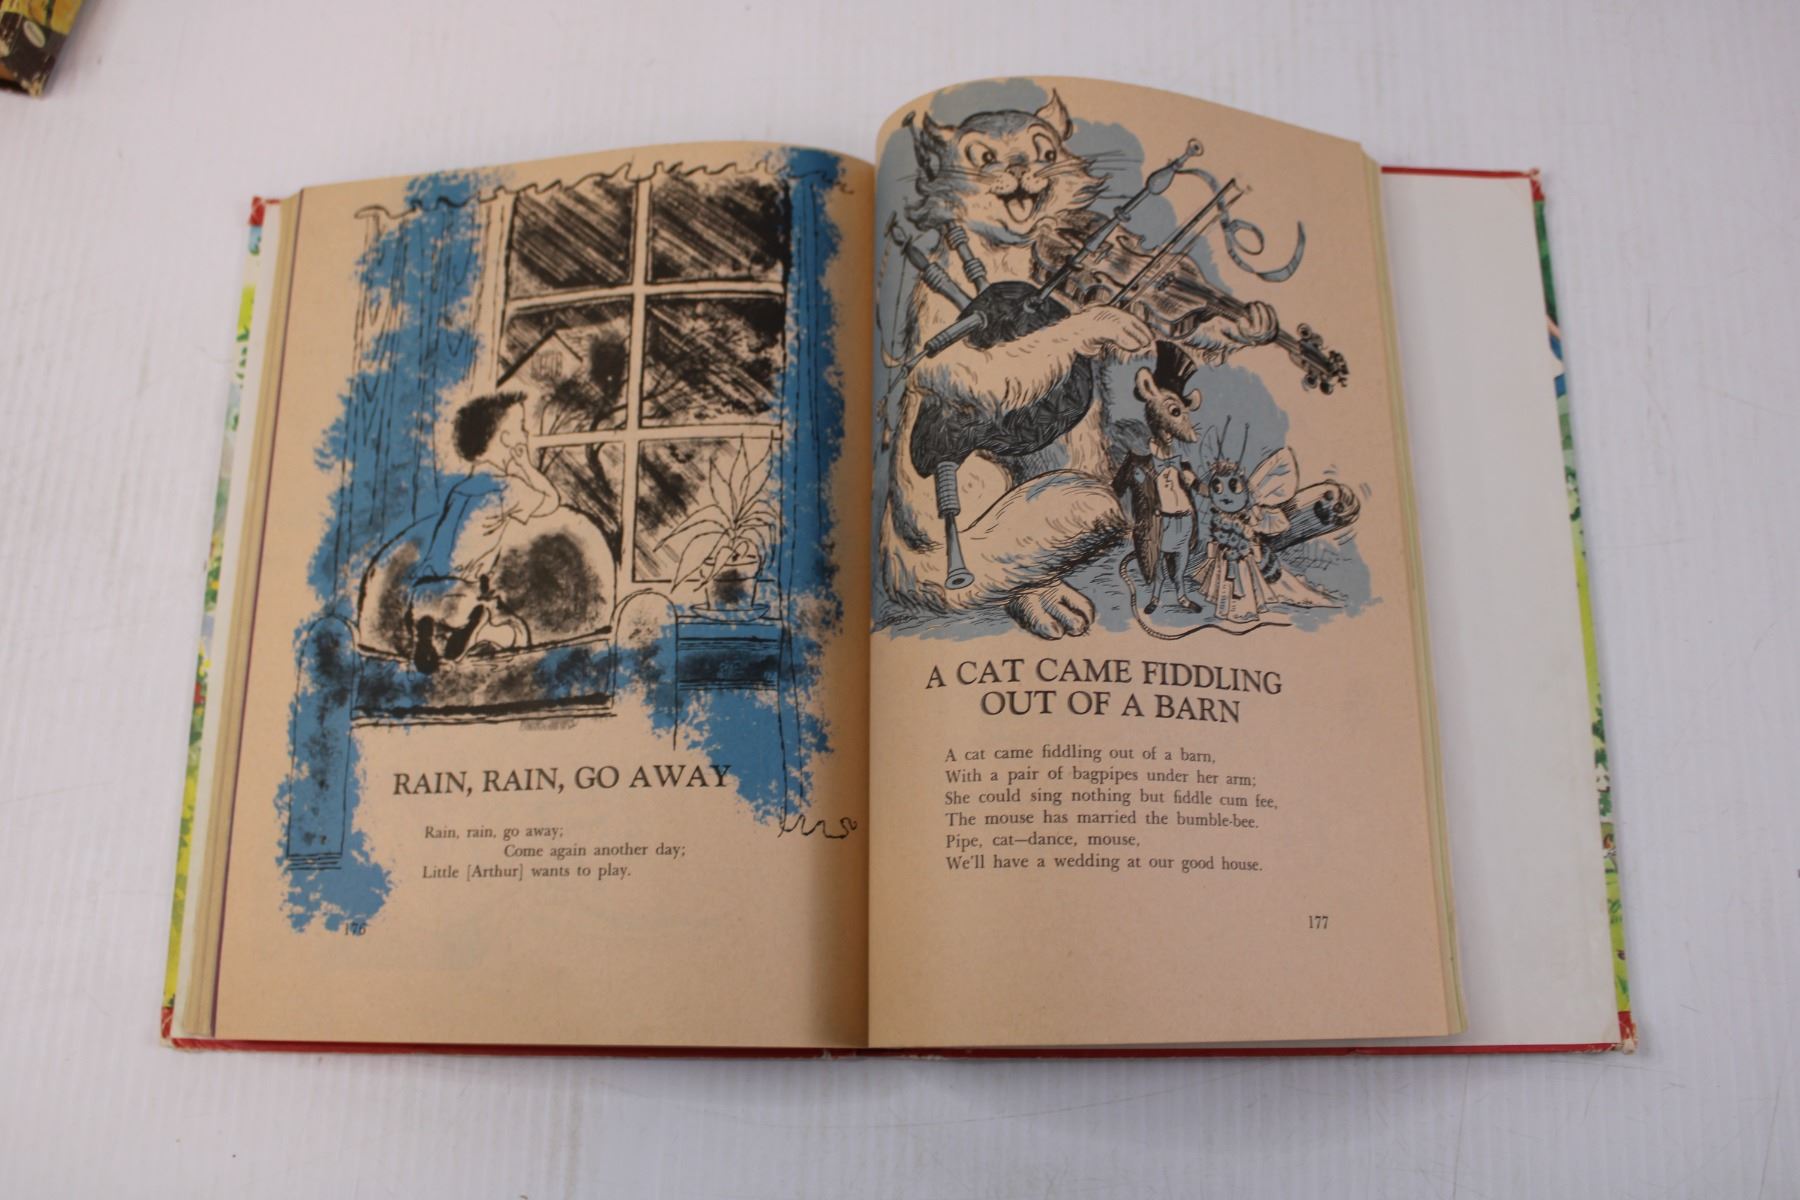 RAIN, RAIN, GO AWAY
Rain, rain, go away;
Come again another day;
Little [Arthur] wants to play.
176
A CAT CAME FIDDLING
OUT OF A BARN
A cat came fiddling out of a barn,
With a pair of bagpipes under her arm;
She could sing nothing but fiddle cum fee,
The mouse has married the bumble-bee.
Pipe, cat—dance, mouse,
We'll have a wedding at our good house.
177